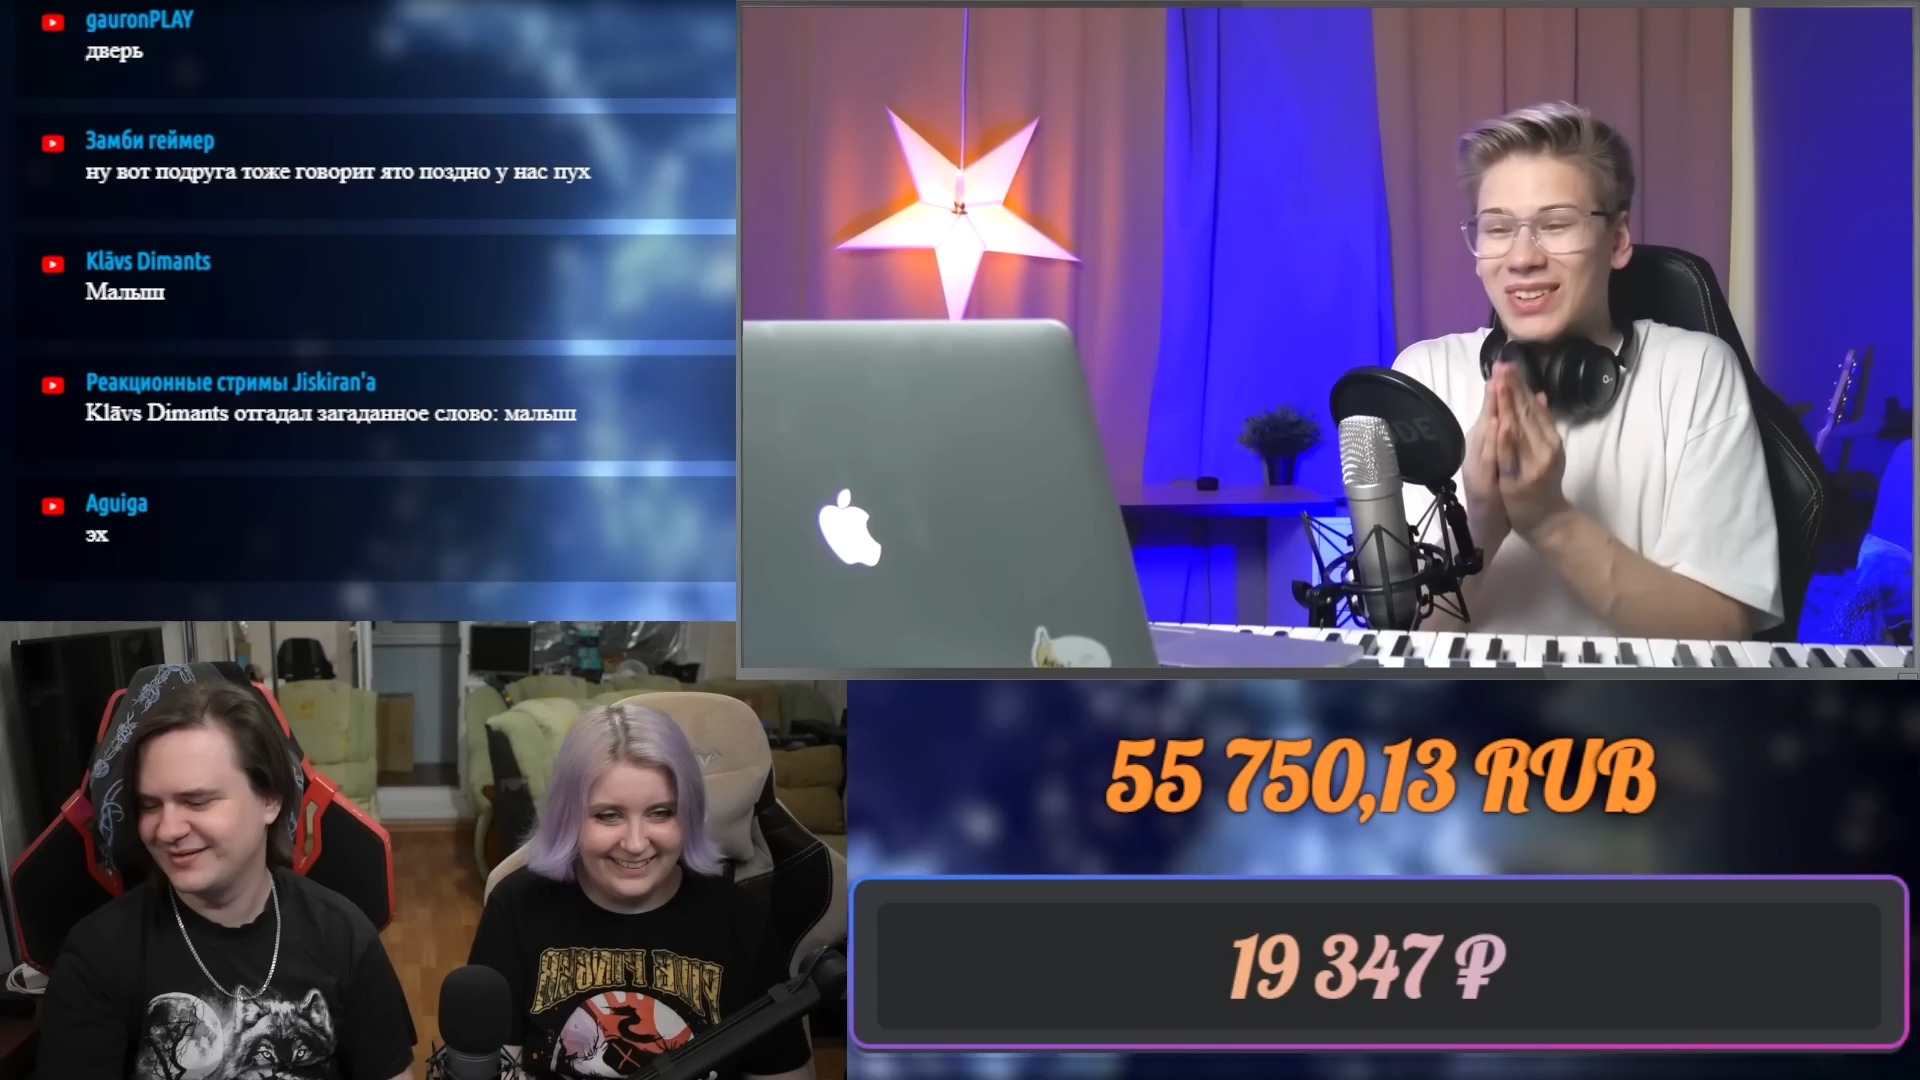 gauronPLAY
дверь
Замби геймер
ну вот подруга тоже говорит ято поздно у нас пух
Klāvs Dimants
Малыш
Реакционные стримы Jiskiran'a
Klāvs Dimants отгадал загаданное слово: малыш
Aguiga
эх
55 750,13 RUB
19 347 ₽